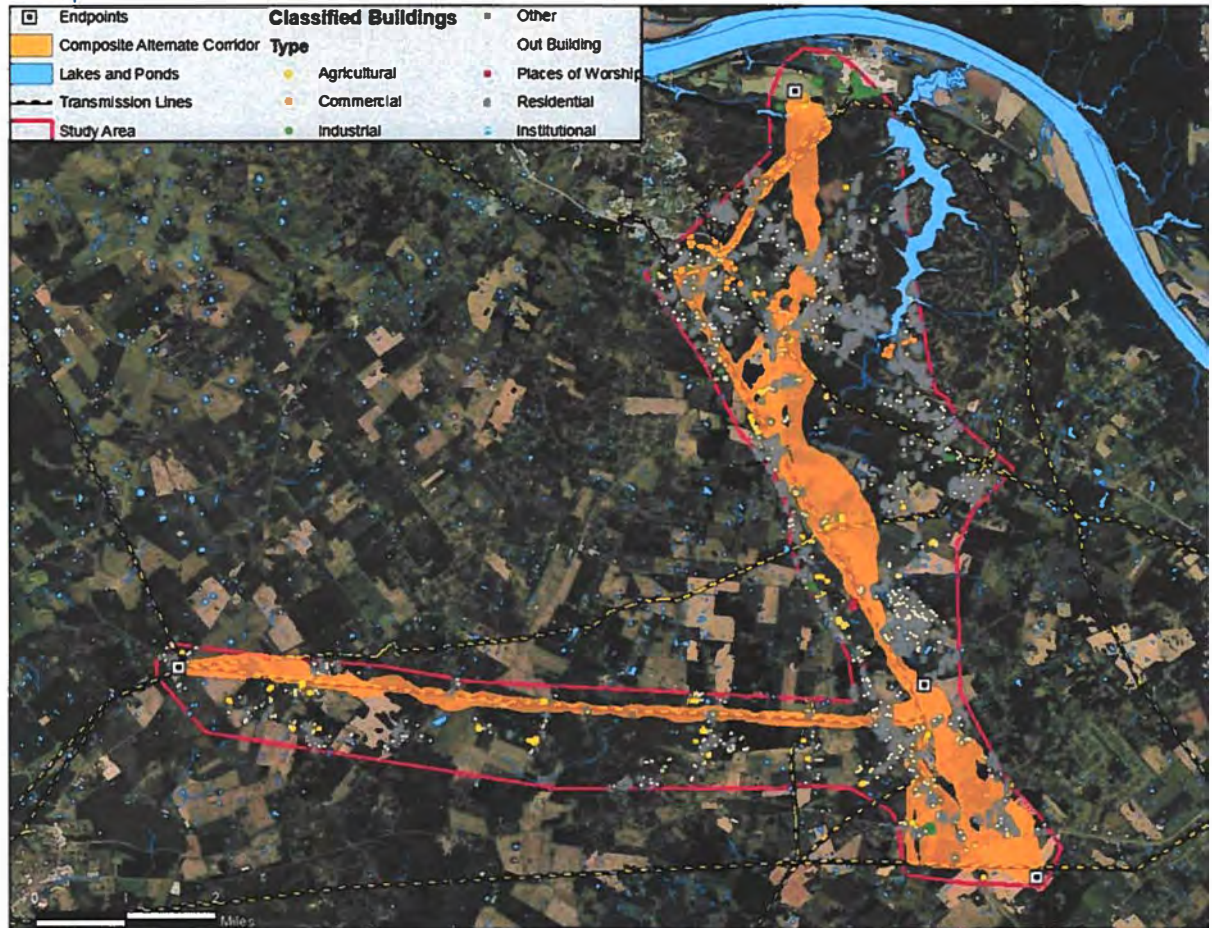 Endpoints
Composite Alternate Corridor
Lakes and Ponds
Transmission Lines
Study Area
Classified Buildings
Type
Agricultural
Commercial
Industrial
Other
Out Building
Places of Worship
Residential
Institutional
0 1 2
Miles